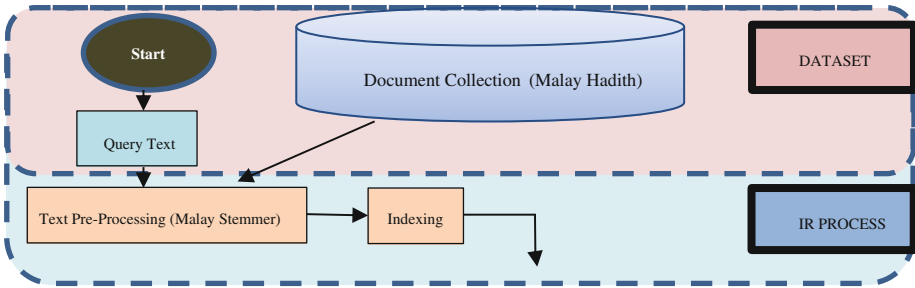 Start
Document Collection (Malay Hadith)
DATASET
Query Text
Text Pre-Processing (Malay Stemmer)
Indexing
IR PROCESS